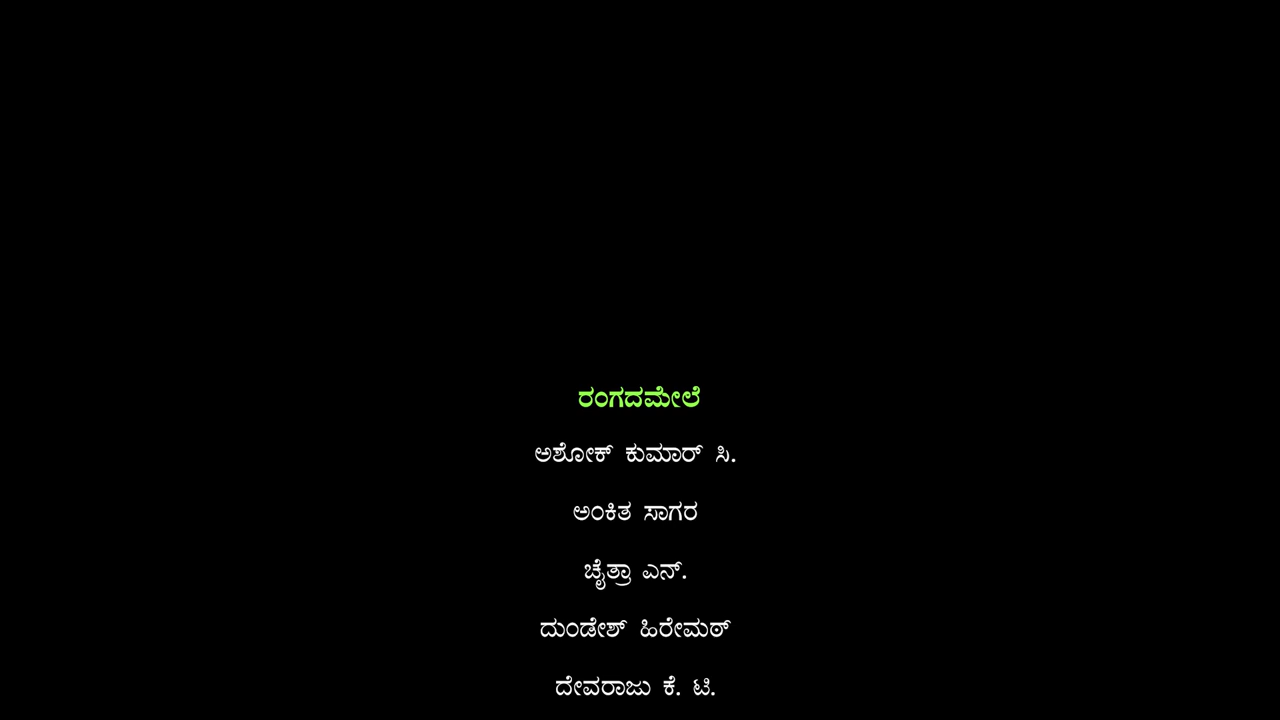 ರಂಗದಮೇಲೆ
ಅಶೋಕ್ ಕುಮಾರ್ ಸಿ.
ಅಂಕಿತ ಸಾಗರ
ಚೈತ್ರಾ ಎನ್.
ದುಂಡೇಶ್ ಹಿರೇಮಠ್
ದೇವರಾಜು ಕೆ. ಟಿ.